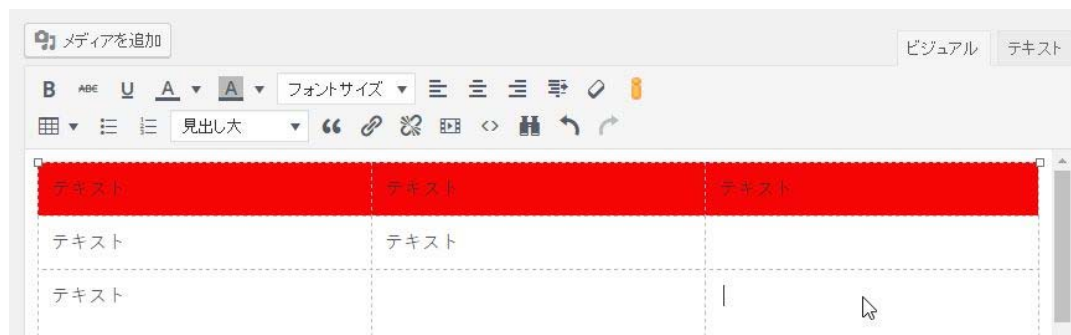 メディアを追加
ビジュアル テキスト
B ABC U A A フォントサイズ
見出し大
テキスト テキスト テキスト
テキスト テキスト
テキスト